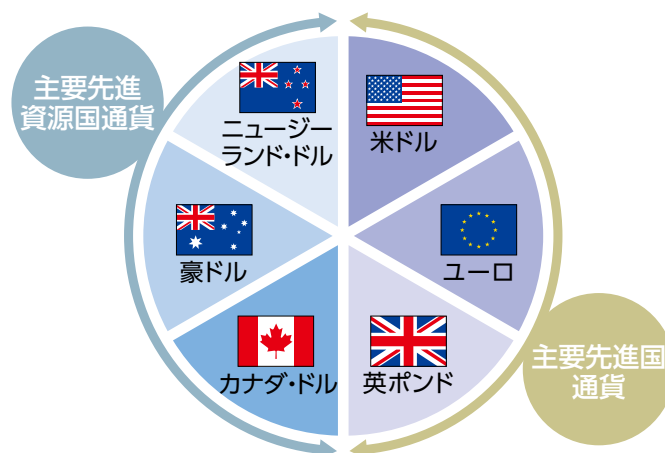 主要先進
資源国通貨
ニュージー
ランド・ドル
米ドル
豪ドル
ユーロ
カナダ・ドル
英ポンド
主要先進国
通貨